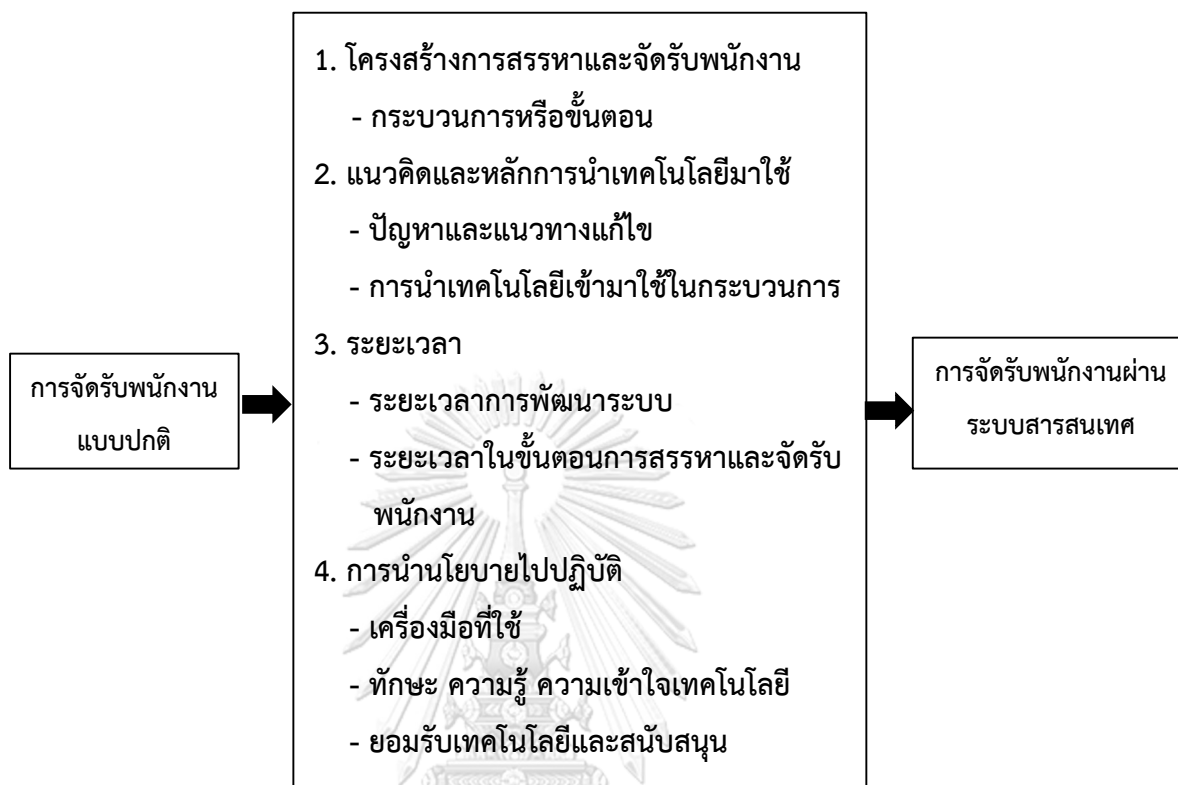 การจัดรับพนักงาน
แบบปกติ
1. โครงสร้างการสรรหาและจัดรับพนักงาน
- กระบวนการหรือขั้นตอน
2. แนวคิดและหลักการนำเทคโนโลยีมาใช้
- ปัญหาและแนวทางแก้ไข
- การนำเทคโนโลยีเข้ามาใช้ในกระบวนการ
3. ระยะเวลา
- ระยะเวลาการพัฒนาระบบ
- ระยะเวลาในขั้นตอนการสรรหาและจัดรับ
พนักงาน
4. การนำนโยบายไปปฏิบัติ
- เครื่องมือที่ใช้
- ทักษะ ความรู้ ความเข้าใจเทคโนโลยี
- ยอมรับเทคโนโลยีและสนับสนุน
การจัดรับพนักงานผ่าน
ระบบสารสนเทศ